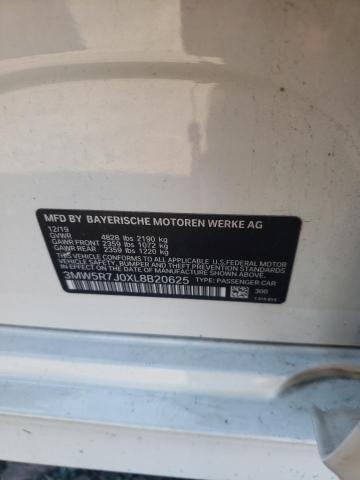 MFD BY BAYERISCHE MOTOREN WERKE AG
12/19
GVWR 4828 lbs 2190 kg
GAWR FRONT 2359 lbs 1072 kg
GAWR REAR 2359 lbs 1220 kg
THIS VEHICLE CONFORMS TO ALL APPLICABLE U.S.FEDERAL MOTOR
VEHICLE SAFETY, BUMPER AND THEFT PREVENTION
STANDARDS IN EFFECT ON THE DATE OF MANUFACTURE SHOWN ABOVE
3MW5R7J0XL8B20625 TYPE: PASSENGER CAR
300